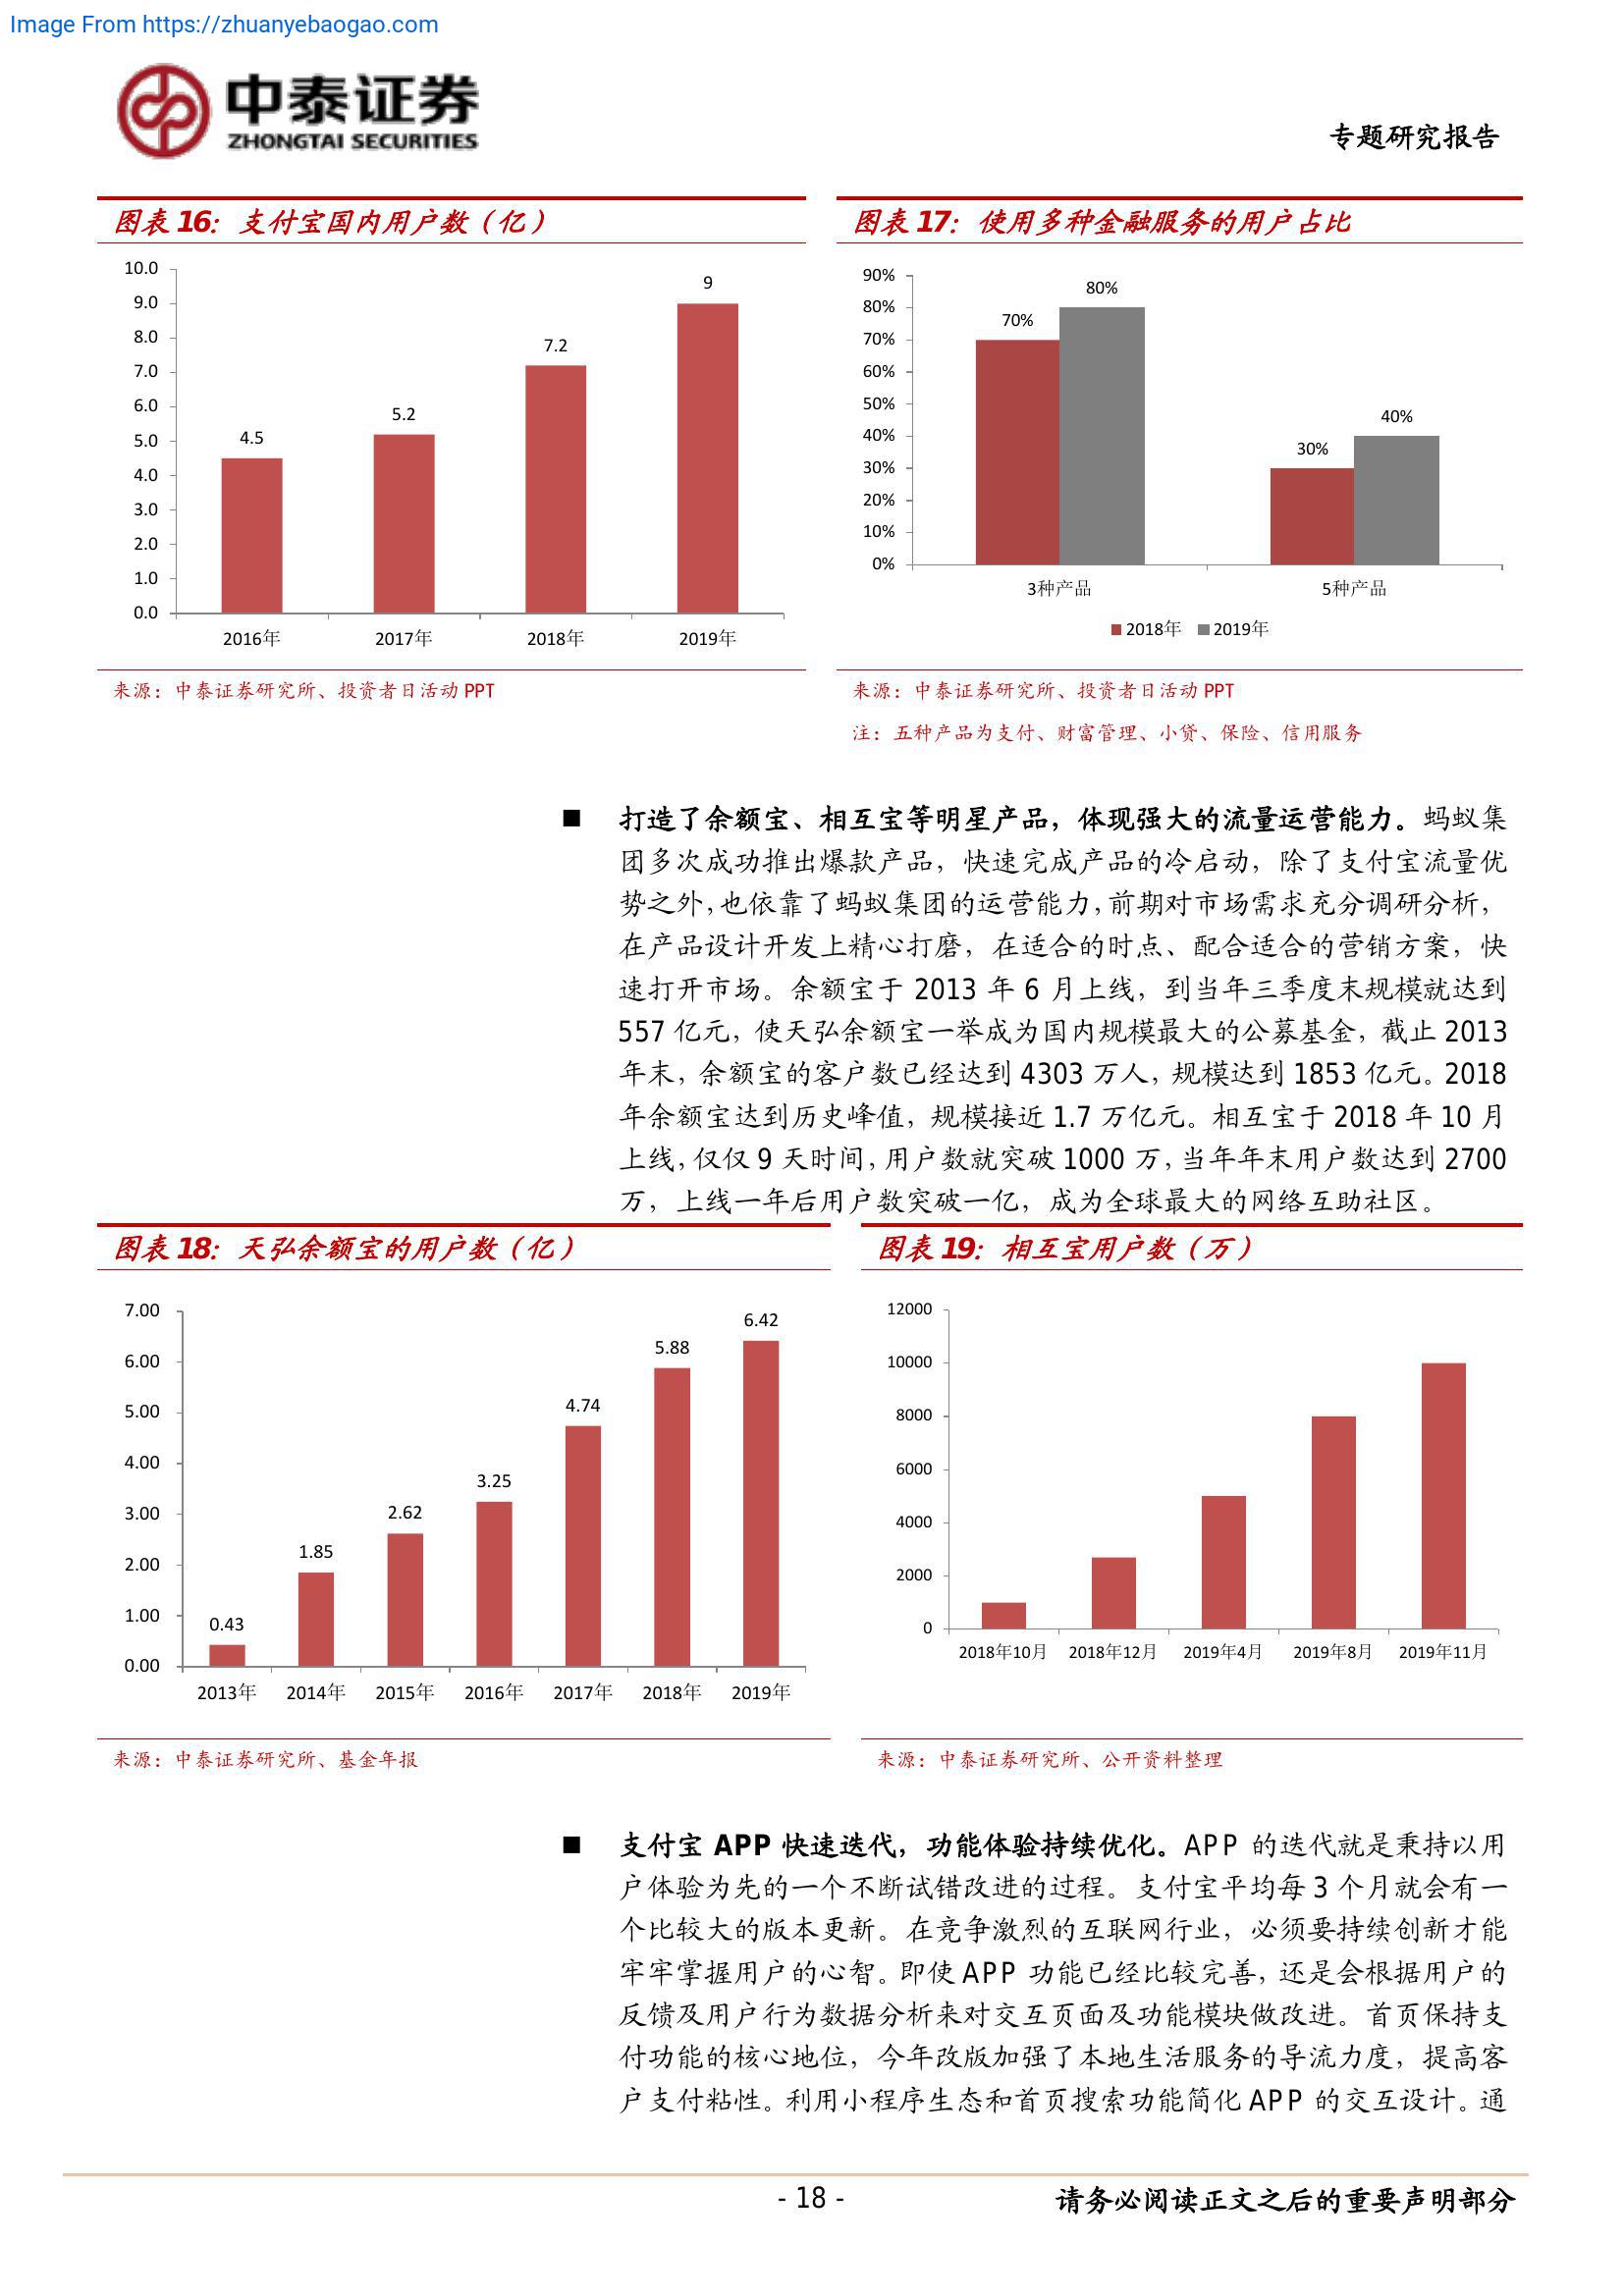 Image From https://zhuanyebaogao.com
中泰证券
ZHONGTAI SECURITIES
专题研究报告
图表 16：支付宝国内用户数（亿）
10.0
9.0
8.0
7.0
6.0
5.0
4.0
3.0
2.0
1.0
0.0
4.5
5.2
7.2
9
2016年 2017年 2018年 2019年
来源：中泰证券研究所、投资者日活动 PPT
图表 17：使用多种金融服务的用户占比
90%
80%
70%
60%
50%
40%
30%
20%
10%
0%
70%
80%
30%
40%
3种产品 5种产品
2018年 2019年
来源：中泰证券研究所、投资者日活动 PPT
注：五种产品为支付、财富管理、小贷、保险、信用服务
■ 打造了余额宝、相互宝等明星产品，体现强大的流量运营能力。蚂蚁集
团多次成功推出爆款产品，快速完成产品的冷启动，除了支付宝流量优
势之外，也依靠了蚂蚁集团的运营能力，前期对市场需求充分调研分析，
在产品设计开发上精心打磨，在适合的时点、配合适合的营销方案，快
速打开市场。余额宝于 2013 年 6 月上线，到当年三季度末规模就达到
557 亿元，使天弘余额宝一举成为国内规模最大的公募基金，截止 2013
年末，余额宝的客户数已经达到 4303 万人，规模达到 1853 亿元。2018
年余额宝达到历史峰值，规模接近 1.7 万亿元。相互宝于 2018 年 10 月
上线，仅仅 9 天时间，用户数就突破 1000 万，当年年末用户数达到 2700
万，上线一年后用户数突破一亿，成为全球最大的网络互助社区。
图表 18：天弘余额宝的用户数（亿）
7.00
6.00
5.00
4.00
3.00
2.00
1.00
0.00
0.43
1.85
2.62
3.25
4.74
5.88
6.42
2013年 2014年 2015年 2016年 2017年 2018年 2019年
来源：中泰证券研究所、基金年报
图表 19：相互宝用户数（万）
12000
10000
8000
6000
4000
2000
0
2018年10月 2018年12月 2019年4月 2019年8月 2019年11月
来源：中泰证券研究所、公开资料整理
■ 支付宝 APP 快速迭代，功能体验持续优化。APP 的迭代就是秉持以用
户体验为先的一个不断试错改进的过程。支付宝平均每 3 个月就会有一
个比较大的版本更新。在竞争激烈的互联网行业，必须要持续创新才能
牢牢掌握用户的心智。即使 APP 功能已经比较完善，还是会根据用户的
反馈及用户行为数据分析来对交互页面及功能模块做改进。首页保持支
付功能的核心地位，今年改版加强了本地生活服务的导流力度，提高客
户支付粘性。利用小程序生态和首页搜索功能简化 APP 的交互设计。通
- 18 -
请务必阅读正文之后的重要声明部分